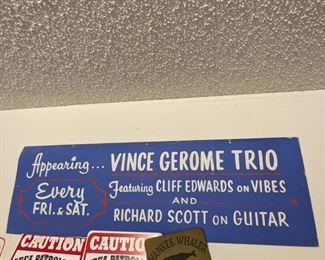 Appearing... VINCE GEROME TRIO
Every
FRI. & SAT.
Featuring CLIFF EDWARDS ON VIBES
AND
RICHARD SCOTT ON GUITAR
CAUTION
CAUTIO
YANKEE WHALER